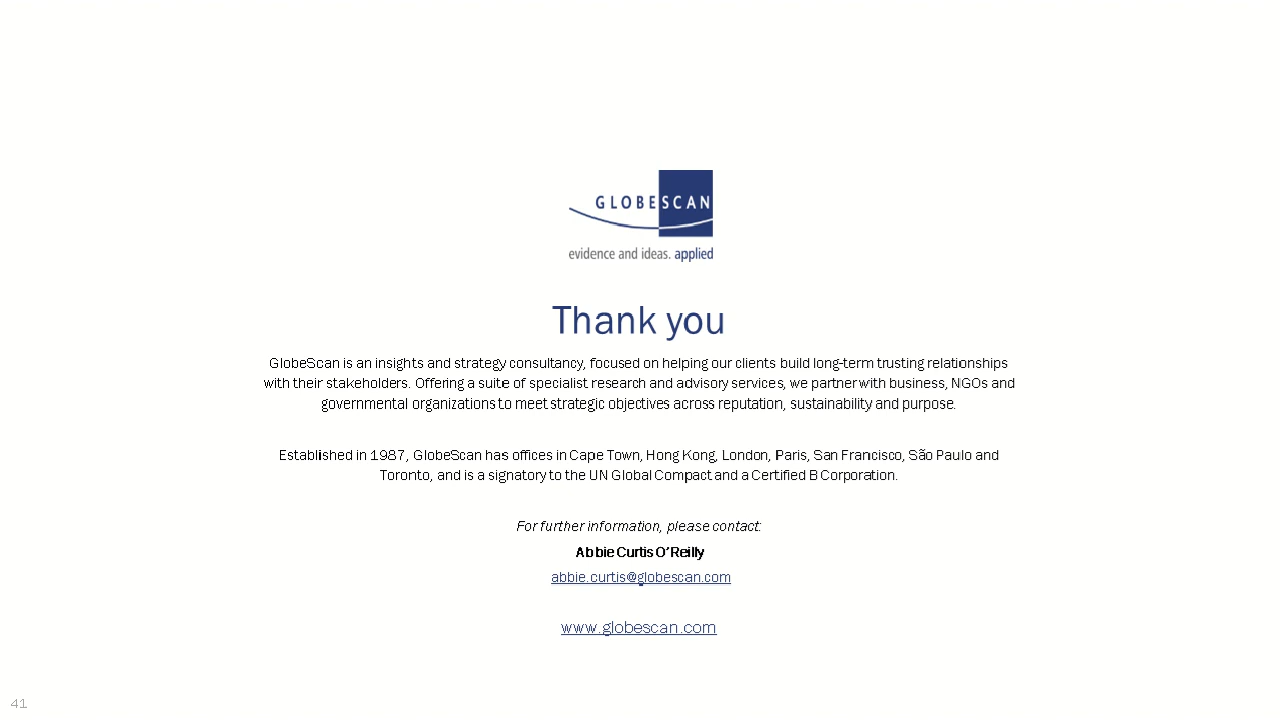 GLOBESCAN
evidence and ideas. applied
Thank you
GlobeScan is an insights and strategy consultancy, focused on helping our clients build long-term trusting relationships
with their stakeholders. Offering a suite of specialist research and advisory services, we partner with business, NGOs and
governmental organizations to meet strategic objectives across reputation, sustainability and purpose.
Established in 1987, GlobeScan has offices in Cape Town, Hong Kong, London, Paris, San Francisco, São Paulo and
Toronto, and is a signatory to the UN Global Compact and a Certified B Corporation.
For further information, please contact:
Abbie Curtis O’Reilly
abbie.curtis@globescan.com
www.globescan.com
41